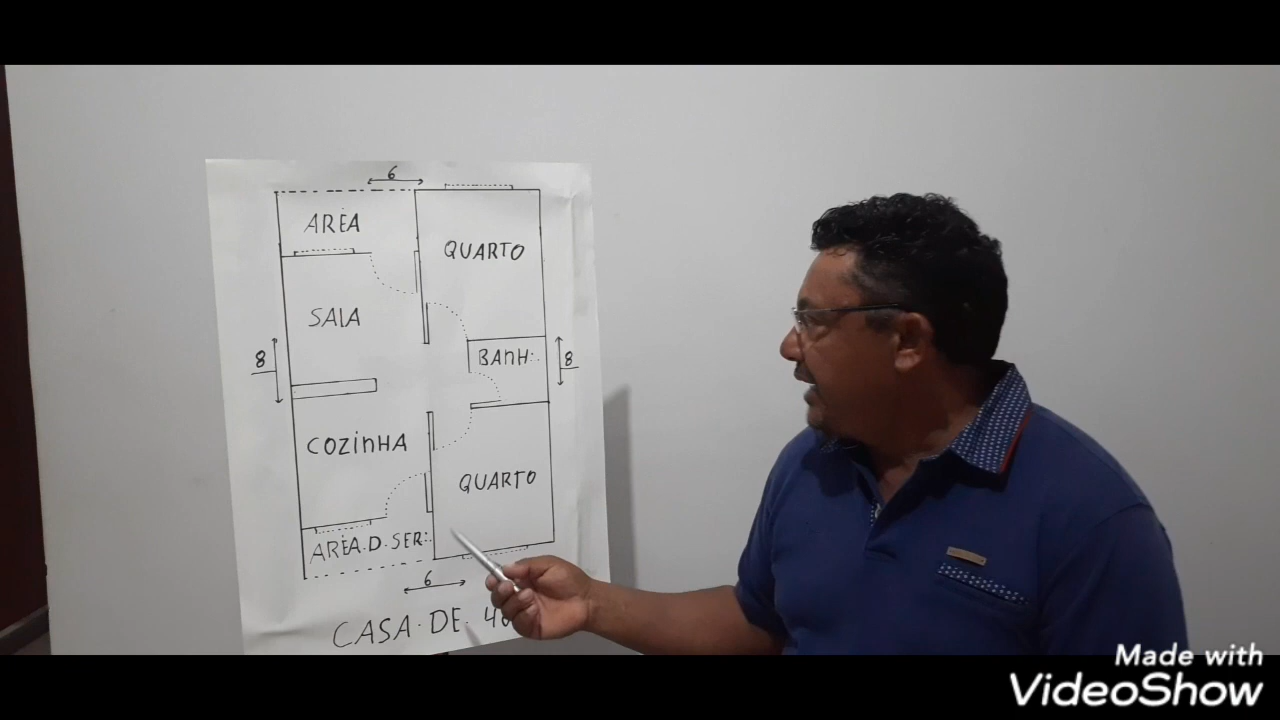 6
AREA
QUARTO
SALA
8
BANH:.
8
COZINHA
QUARTO
AREA.D.SER:.
6
CASA.DE.
Made with
VideoShow